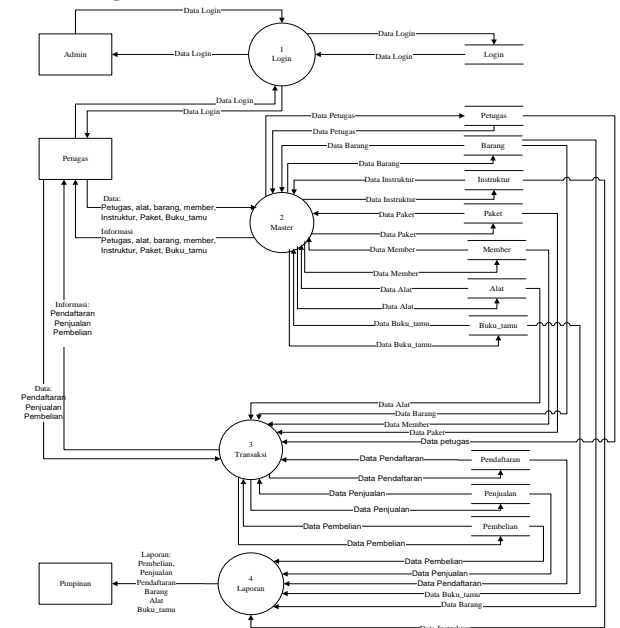 Data Login
Data Login
Admin
Data Login
1
Login
Data Login
Login
Data Login
Data Login
Data Petugas
Petugas
Data Petugas
Data Barang
Barang
Petugas
Data Barang
Data Instruktur
Instruktur
Data:
Petugas, alat, barang, member,
Instruktur, Paket, Buku_tamu
Data Instruktur
2
Master
Data Paket
Paket
Informasi
Petugas, alat, barang, member,
Instruktur, Paket, Buku_tamu
Data Paket
Data Member
Member
Data Member
Data Alat
Alat
Data Alat
Informasi:
Pendaftaran
Penjualan
Pembelian
Data Buku_tamu
Buku_tamu
Data Buku_tamu
Data:
Pendaftaran
Penjualan
Pembelian
Data Alat
Data Barang
Data Member
Data Paket
Data petugas
3
Transaksi
Data Pendaftaran
Pendaftaran
Data Pendaftaran
Data Penjualan
Penjualan
Data Penjualan
Data Pembelian
Pembelian
Data Pembelian
Laporan:
Pembelian,
Penjualan
Pendaftaran
Barang
Alat
Buku_tamu
Pimpinan
4
Laporan
Data Pembelian
Data Penjualan
Data Pendaftaran
Data Buku_tamu
Data Barang
Data Instruktur